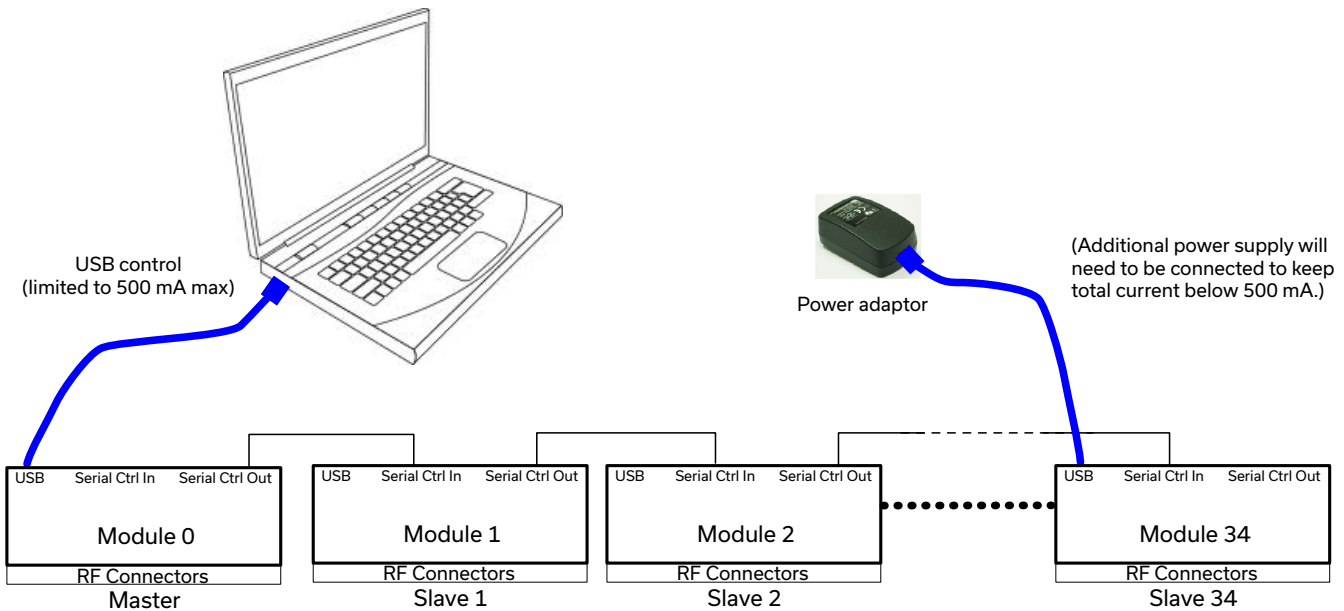 USB control
(limited to 500 mA max)
Power adaptor
(Additional power supply will
need to be connected to keep
total current below 500 mA.)
USB Serial Ctrl In Serial Ctrl Out
Module 0
RF Connectors
Master
USB Serial Ctrl In Serial Ctrl Out
Module 1
RF Connectors
Slave 1
USB Serial Ctrl In Serial Ctrl Out
Module 2
RF Connectors
Slave 2
USB Serial Ctrl In Serial Ctrl Out
Module 34
RF Connectors
Slave 34